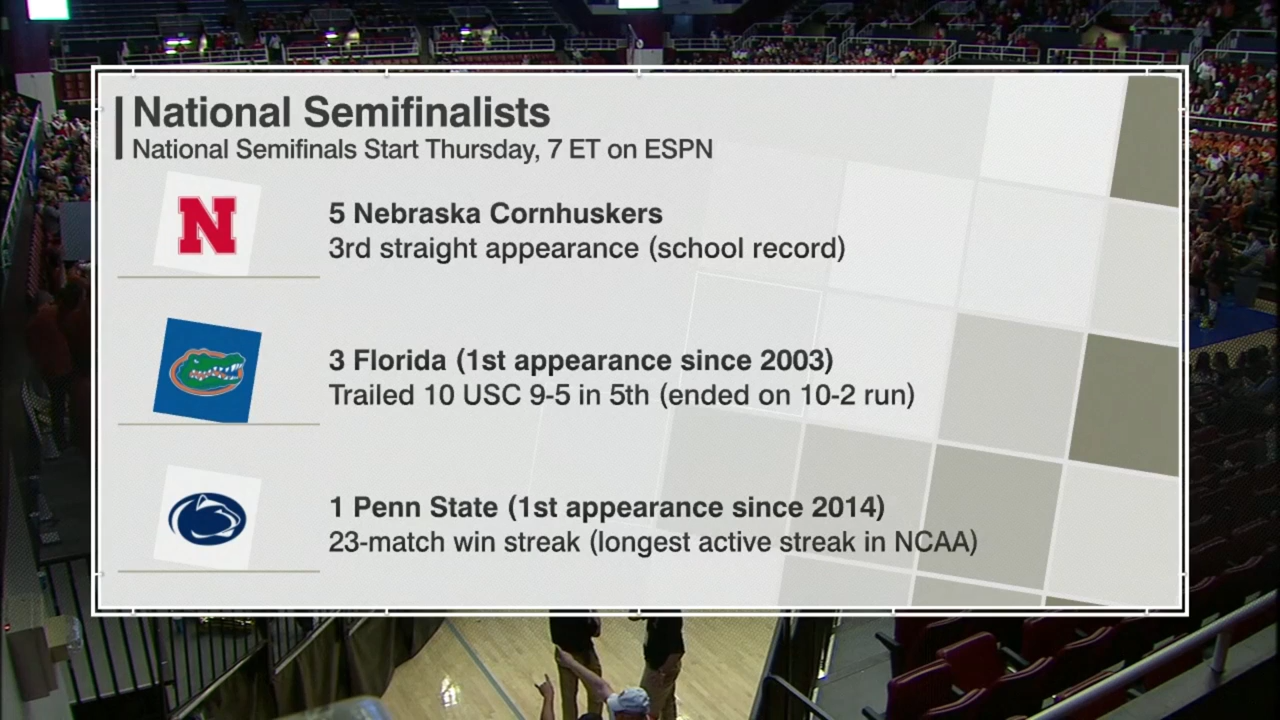 National Semifinalists
National Semifinals Start Thursday, 7 ET on ESPN
N
5 Nebraska Cornhuskers
3rd straight appearance (school record)
3 Florida (1st appearance since 2003)
Trailed 10 USC 9-5 in 5th (ended on 10-2 run)
1 Penn State (1st appearance since 2014)
23-match win streak (longest active streak in NCAA)